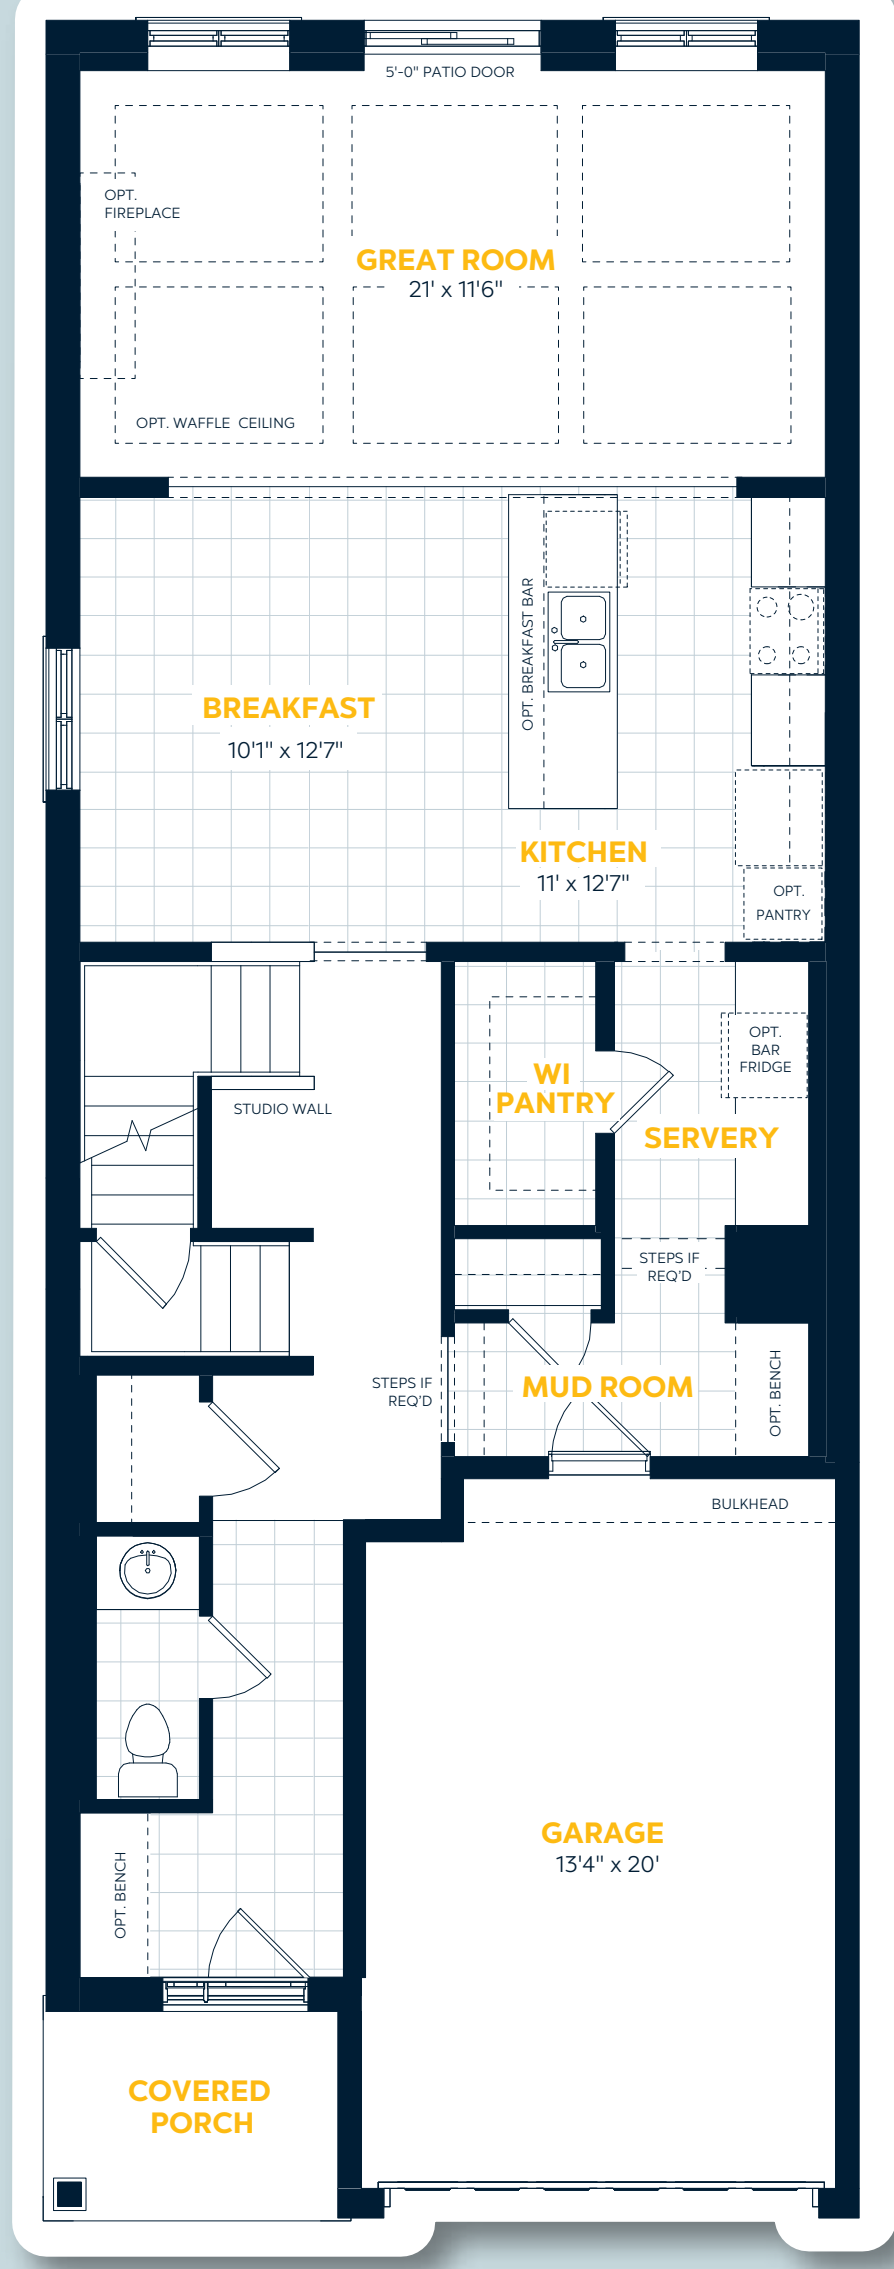 5'-0" PATIO DOOR
OPT.
FIREPLACE
GREAT ROOM
21' x 11'6"
OPT. WAFFLE CEILING
OPT. BREAKFAST BAR
BREAKFAST
10'1" x 12'7"
KITCHEN
11' x 12'7"
OPT.
PANTRY
STUDIO WALL
WI
PANTRY
OPT.
BAR
FRIDGE
SERVERY
STEPS IF
REQ'D
STEPS IF
REQ'D
MUD ROOM
OPT. BENCH
BULKHEAD
GARAGE
13'4" x 20'
OPT. BENCH
COVERED
PORCH